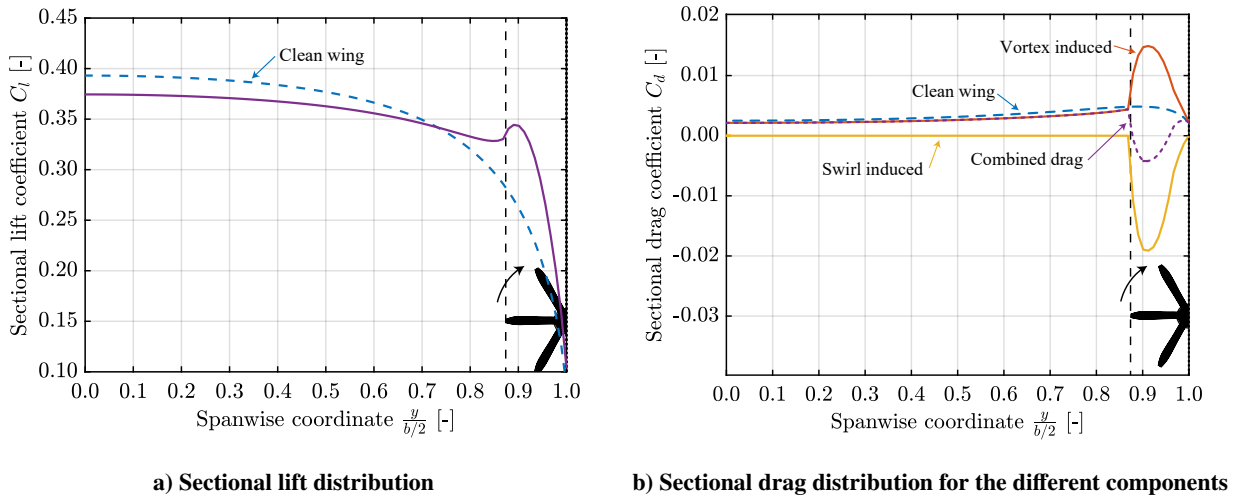 0.45
0.40
0.35
0.30
0.25
0.20
0.15
0.10
Sectional lift coefficient C_l [-]
Clean wing
0.0 0.1 0.2 0.3 0.4 0.5 0.6 0.7 0.8 0.9 1.0
Spanwise coordinate y/b/2 [-]
a) Sectional lift distribution
0.02
0.01
0.00
-0.01
-0.02
-0.03
Sectional drag coefficient C_d [-]
Vortex induced
Clean wing
Swirl induced
Combined drag
0.0 0.1 0.2 0.3 0.4 0.5 0.6 0.7 0.8 0.9 1.0
Spanwise coordinate y/b/2 [-]
b) Sectional drag distribution for the different components